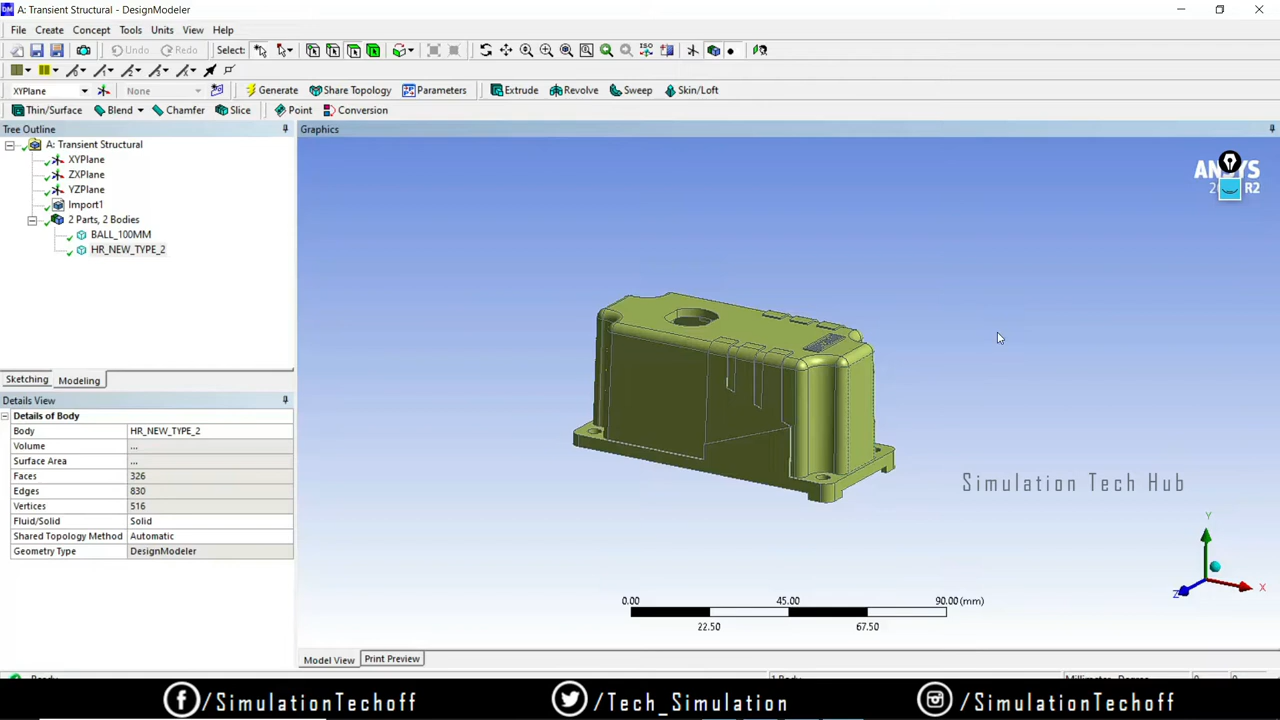 A: Transient Structural - DesignModeler
File Create Concept Tools Units View Help
Undo Redo Select:
XYPlane None Generate Share Topology Parameters Extrude Revolve Sweep Skin/Loft
Thin/Surface Blend Chamfer Slice Point Conversion
Tree Outline
A: Transient Structural
XYPlane
ZXPlane
YZPlane
Import1
2 Parts, 2 Bodies
BALL_100MM
HR_NEW_TYPE_2
Sketching Modeling
Details View
Details of Body
Body HR_NEW_TYPE_2
Volume ...
Surface Area ...
Faces 326
Edges 830
Vertices 516
Fluid/Solid Solid
Shared Topology Method Automatic
Geometry Type DesignModeler
Graphics
R2
Simulation Tech Hub
Y
X
Z
0.00 45.00 90.00 (mm)
22.50 67.50
Model View Print Preview
/SimulationTechoff /Tech_Simulation /SimulationTechoff